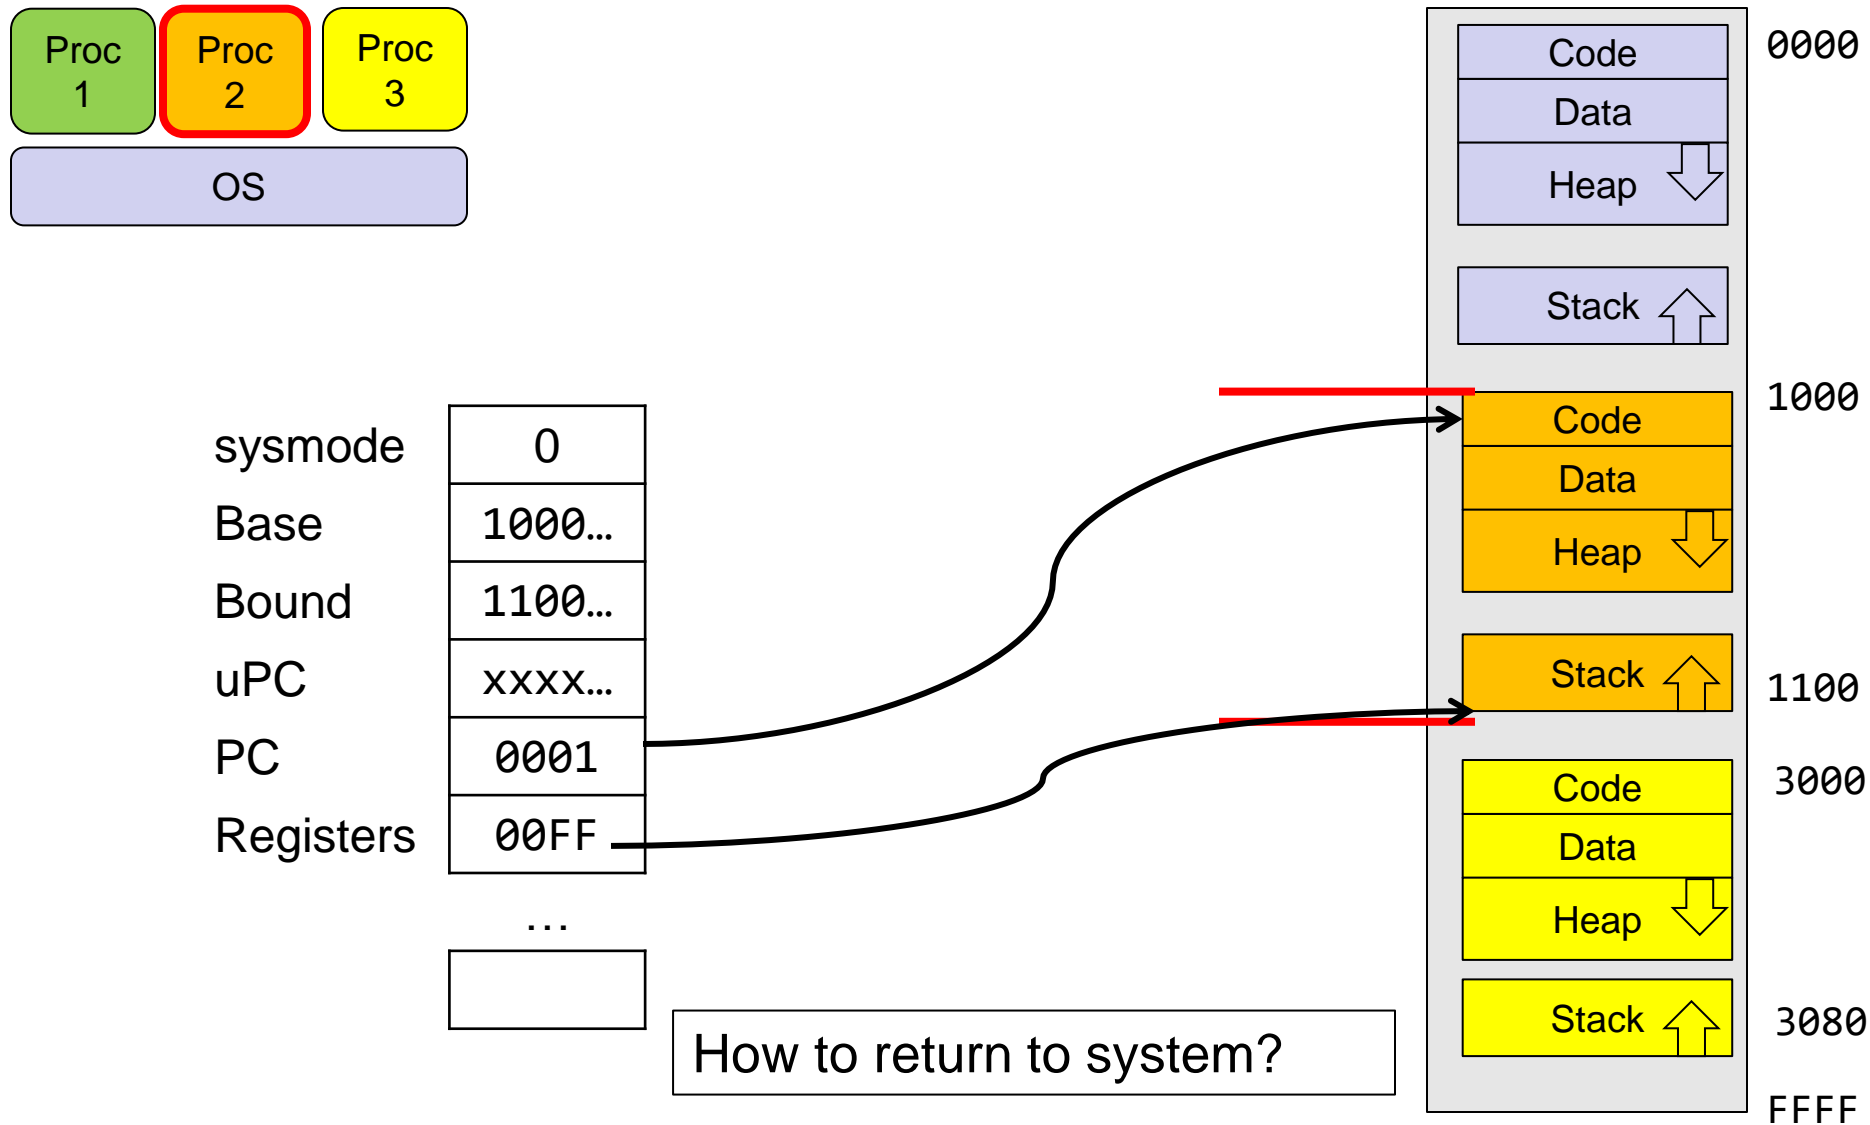 Proc
1
Proc
2
Proc
3
OS
sysmode 0
Base 1000…
Bound 1100…
uPC xxxx…
PC 0001
Registers 00FF
…
How to return to system?
Code 0000
Data
Heap
Stack
Code 1000
Data
Heap
Stack 1100
Code 3000
Data
Heap
Stack 3080
FFFF